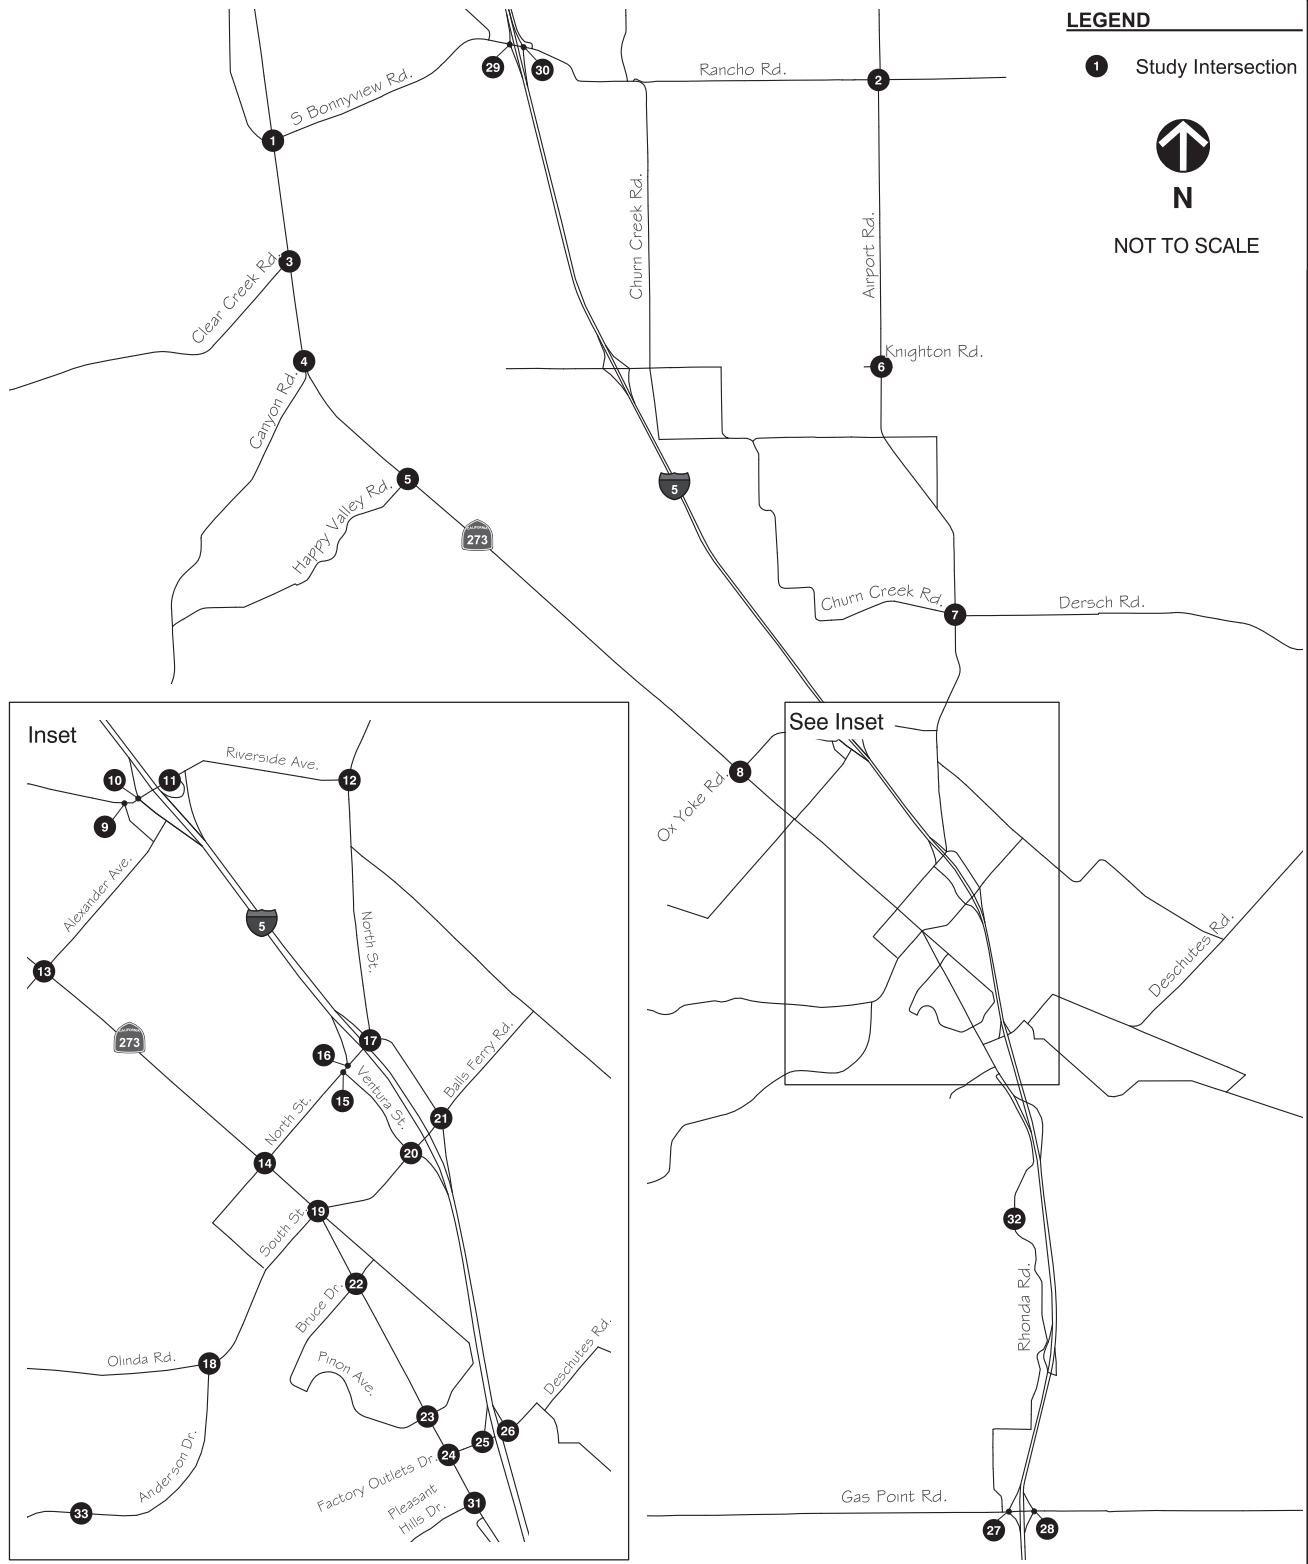 LEGEND
1 Study Intersection
N
NOT TO SCALE
29
30
Rancho Rd.
2
S Bonnyview Rd.
1
Churn Creek Rd.
Airport Rd.
3
Clear Creek Rd.
4
Knighton Rd.
6
Canyon Rd.
5
Happy Valley Rd.
5
CALIFORNIA
273
Churn Creek Rd.
7
Dersch Rd.
See Inset
8
Ox Yoke Rd.
Deschutes Rd.
32
Rhonda Rd.
Gas Point Rd.
27
28
Inset
Riverside Ave.
10
11
12
9
Alexander Ave.
5
North St.
13
CALIFORNIA
273
17
16
Balls Ferry Rd.
Ventura St.
15
21
North St.
20
14
19
South St.
22
Bruce Dr.
Olinda Rd.
18
Pinon Ave.
Deschutes Rd.
23
26
25
24
Anderson Dr.
Factory Outlets Dr.
Pleasant
Hills Dr.
31
33